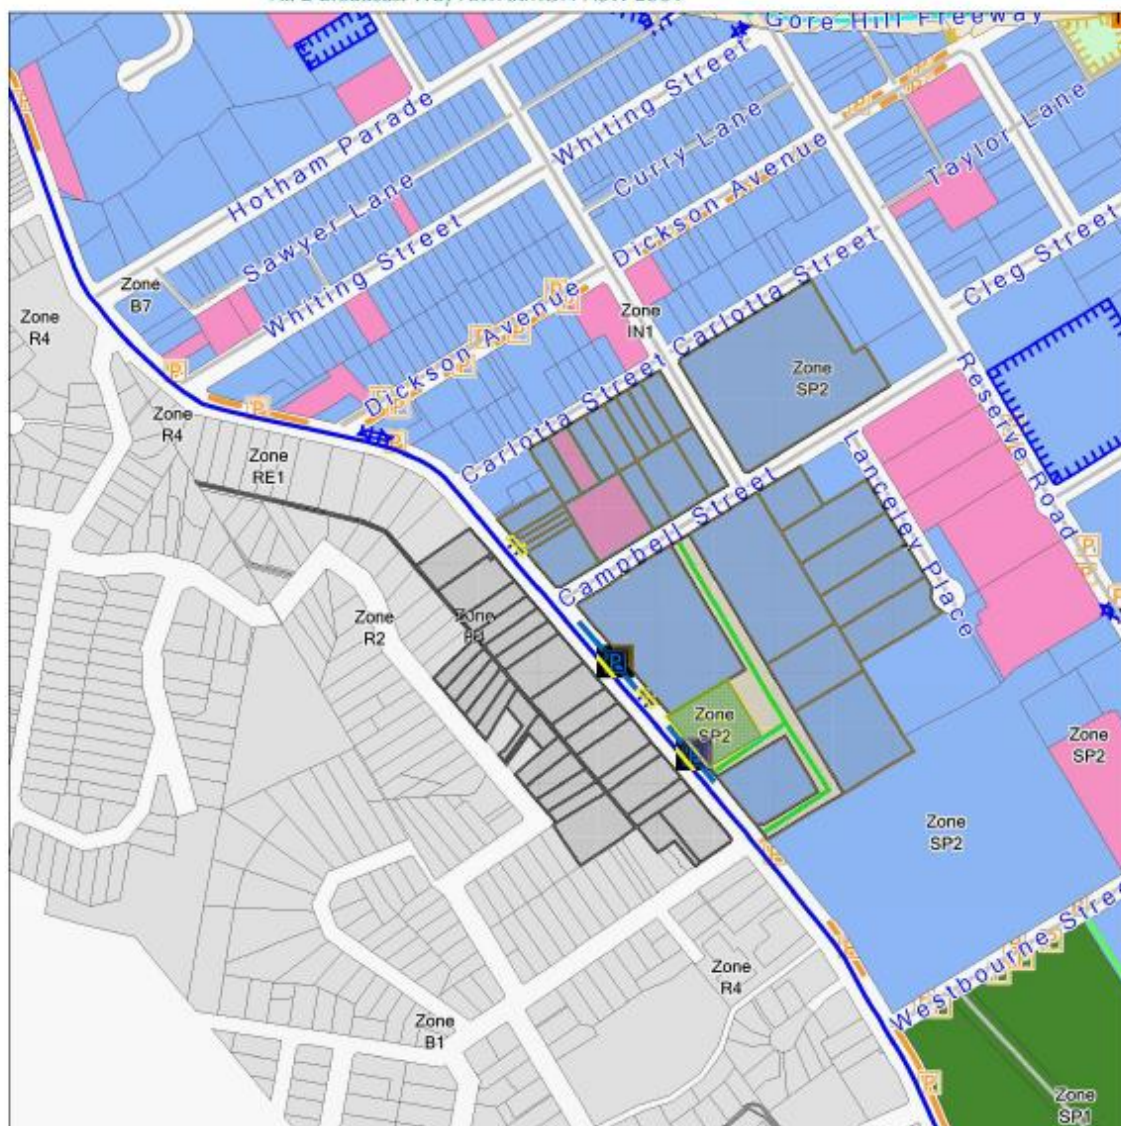 Gore Hill Freeway
Hotham Parade
Whiting Street
Curry Lane
Taylor Lane
Sawyer Lane
Dickson Avenue
Whiting Street
Carlotta Street
Cleg Street
Zone
B7
Zone
R4
Dickson Avenue
Zone
IN1
Carlotta Street
Zone
SP2
Reserve Road
Zone
R4
Zone
RE1
Lanceley Place
Campbell Street
Zone
R2
Zone
Zone
SP2
Zone
SP2
Zone
SP2
Westbourne Street
Zone
R4
Zone
B1
Zone
SP1
P
P
P
P
P
P